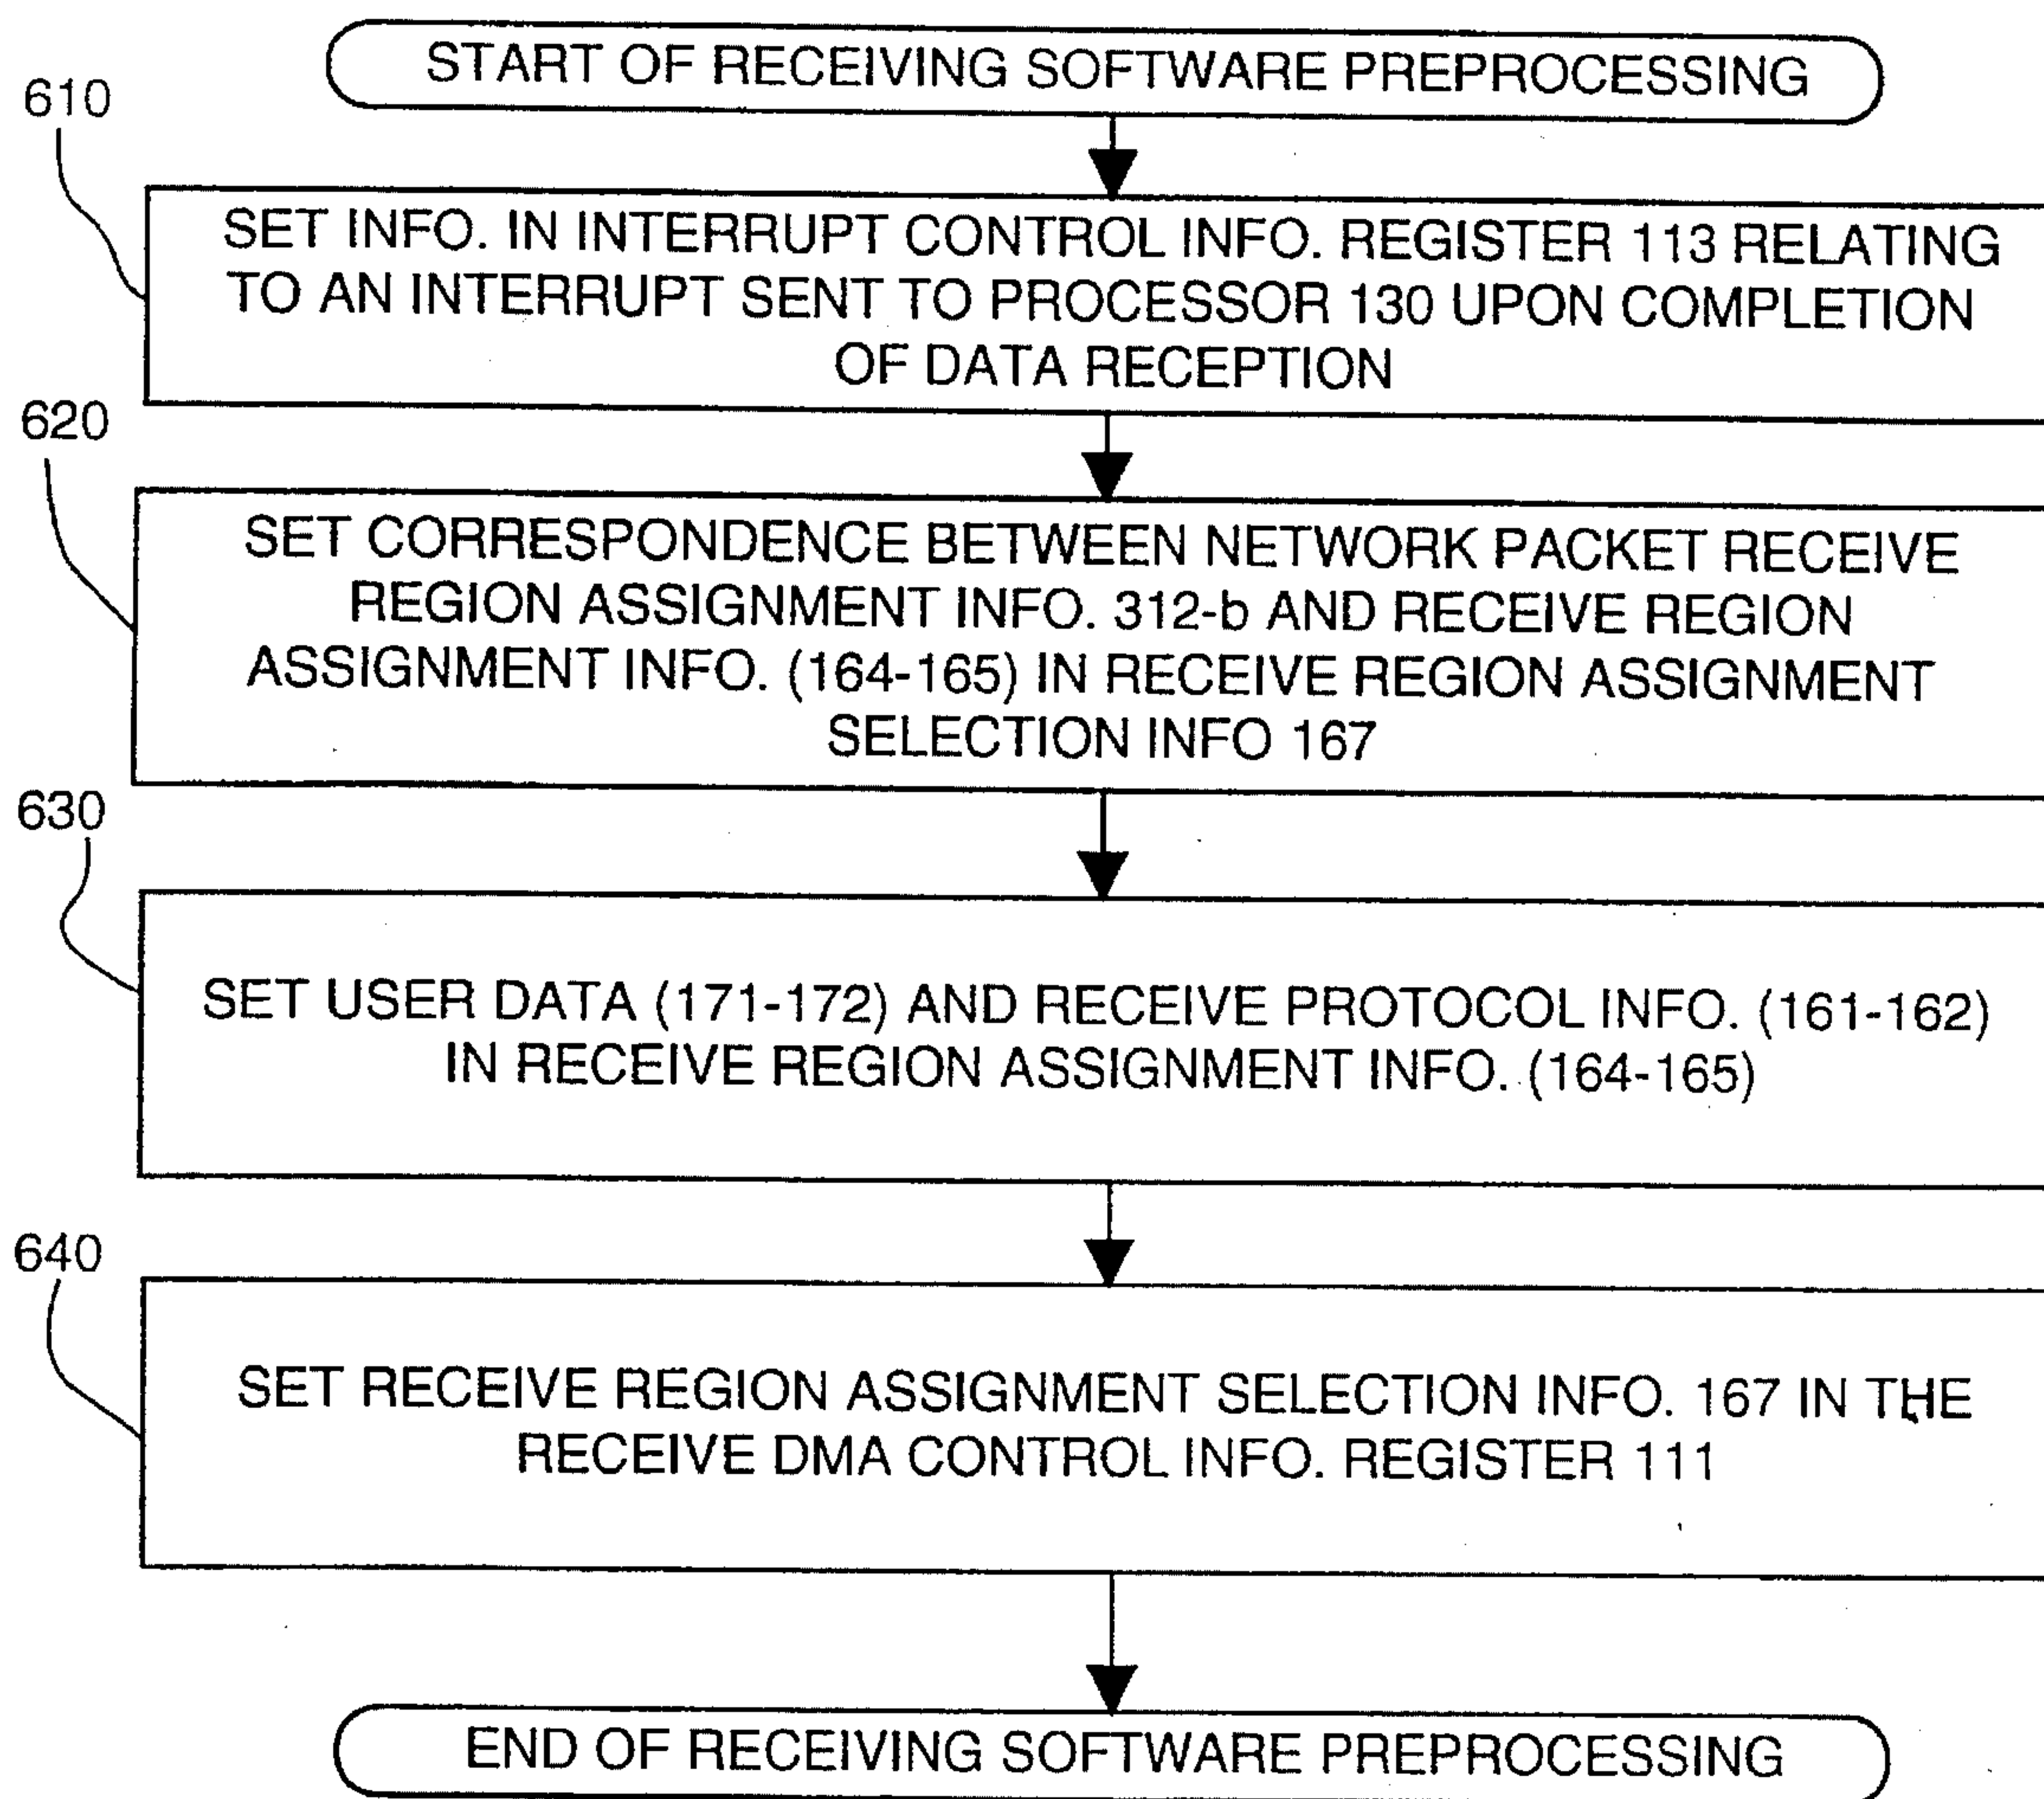 START OF RECEIVING SOFTWARE PREPROCESSING
610
SET INFO. IN INTERRUPT CONTROL INFO. REGISTER 113 RELATING
TO AN INTERRUPT SENT TO PROCESSOR 130 UPON COMPLETION
OF DATA RECEPTION
620
SET CORRESPONDENCE BETWEEN NETWORK PACKET RECEIVE
REGION ASSIGNMENT INFO. 312-b AND RECEIVE REGION
ASSIGNMENT INFO. (164-165) IN RECEIVE REGION ASSIGNMENT
SELECTION INFO 167
630
SET USER DATA (171-172) AND RECEIVE PROTOCOL INFO. (161-162)
IN RECEIVE REGION ASSIGNMENT INFO. (164-165)
640
SET RECEIVE REGION ASSIGNMENT SELECTION INFO. 167 IN THE
RECEIVE DMA CONTROL INFO. REGISTER 111
END OF RECEIVING SOFTWARE PREPROCESSING